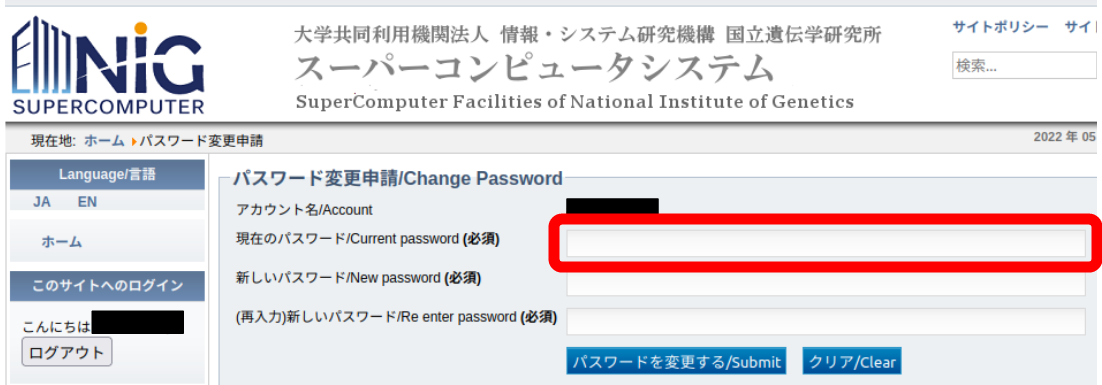 NIG
SUPERCOMPUTER
大学共同利用機関法人 情報・システム研究機構 国立遺伝学研究所
スーパーコンピュータシステム
SuperComputer Facilities of National Institute of Genetics
サイトポリシー サイト
検索...
現在地: ホーム パスワード変更申請
2022 年 05
Language/言語
JA EN
ホーム
このサイトへのログイン
こんにちは
ログアウト
パスワード変更申請/Change Password
アカウント名/Account
現在のパスワード/Current password (必須)
新しいパスワード/New password (必須)
(再入力)新しいパスワード/Re enter password (必須)
パスワードを変更する/Submit クリア/Clear